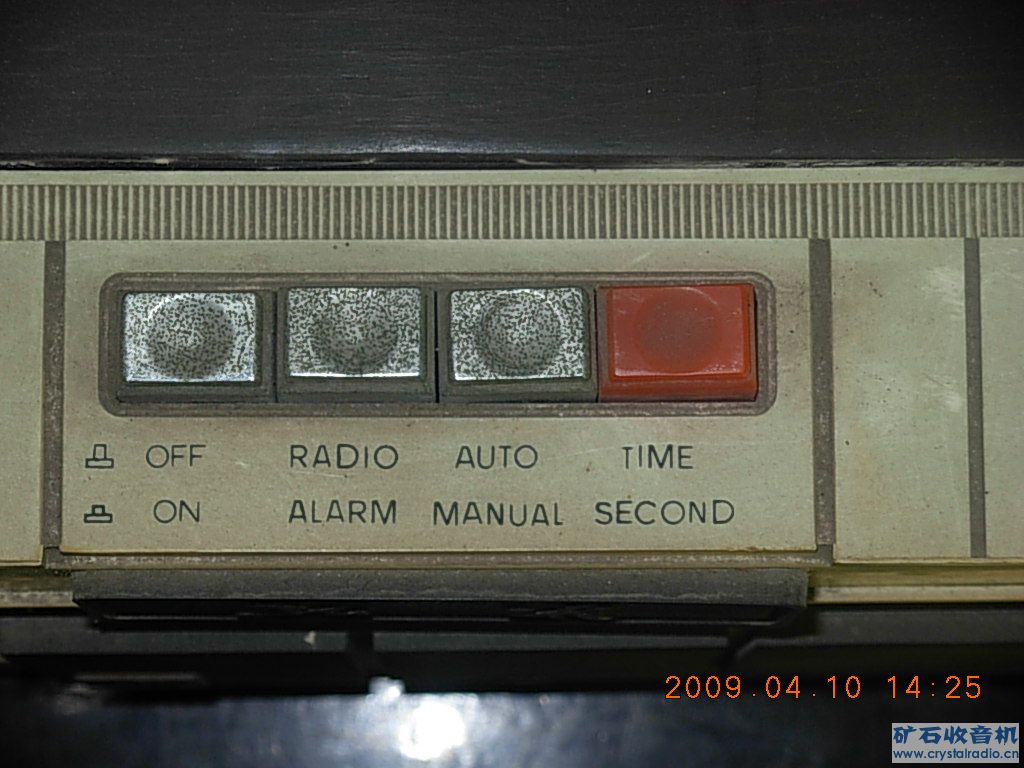 OFF RADIO AUTO TIME
ON ALARM MANUAL SECOND
2009.04.10 14:25
矿石收音机
www.crystalradio.cn